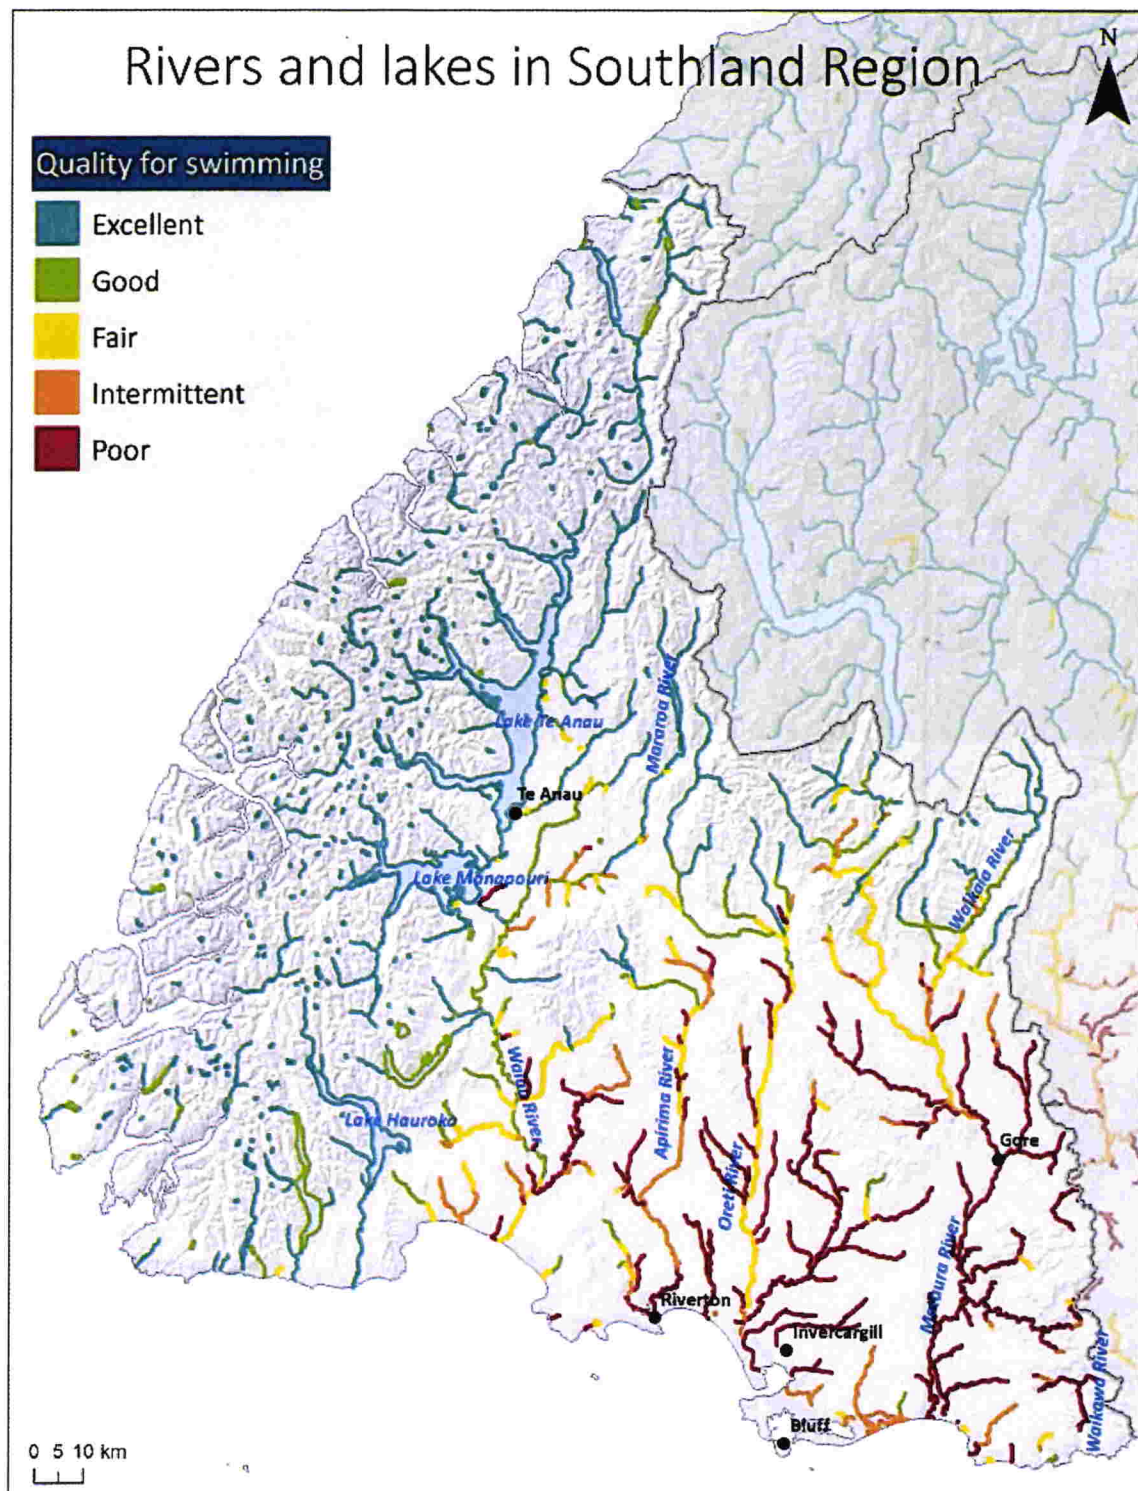 Rivers and lakes in Southland Region
N
Quality for swimming
Excellent
Good
Fair
Intermittent
Poor
Mararoa River
Lake Te Anau
Te Anau
Lake Monapouri
Waikaia River
Waiau River
Apirima River
Lake Hauroko
Oreti River
Gore
Mataura River
Riverton
Invercargill
Waikawa River
Bluff
0 5 10 km